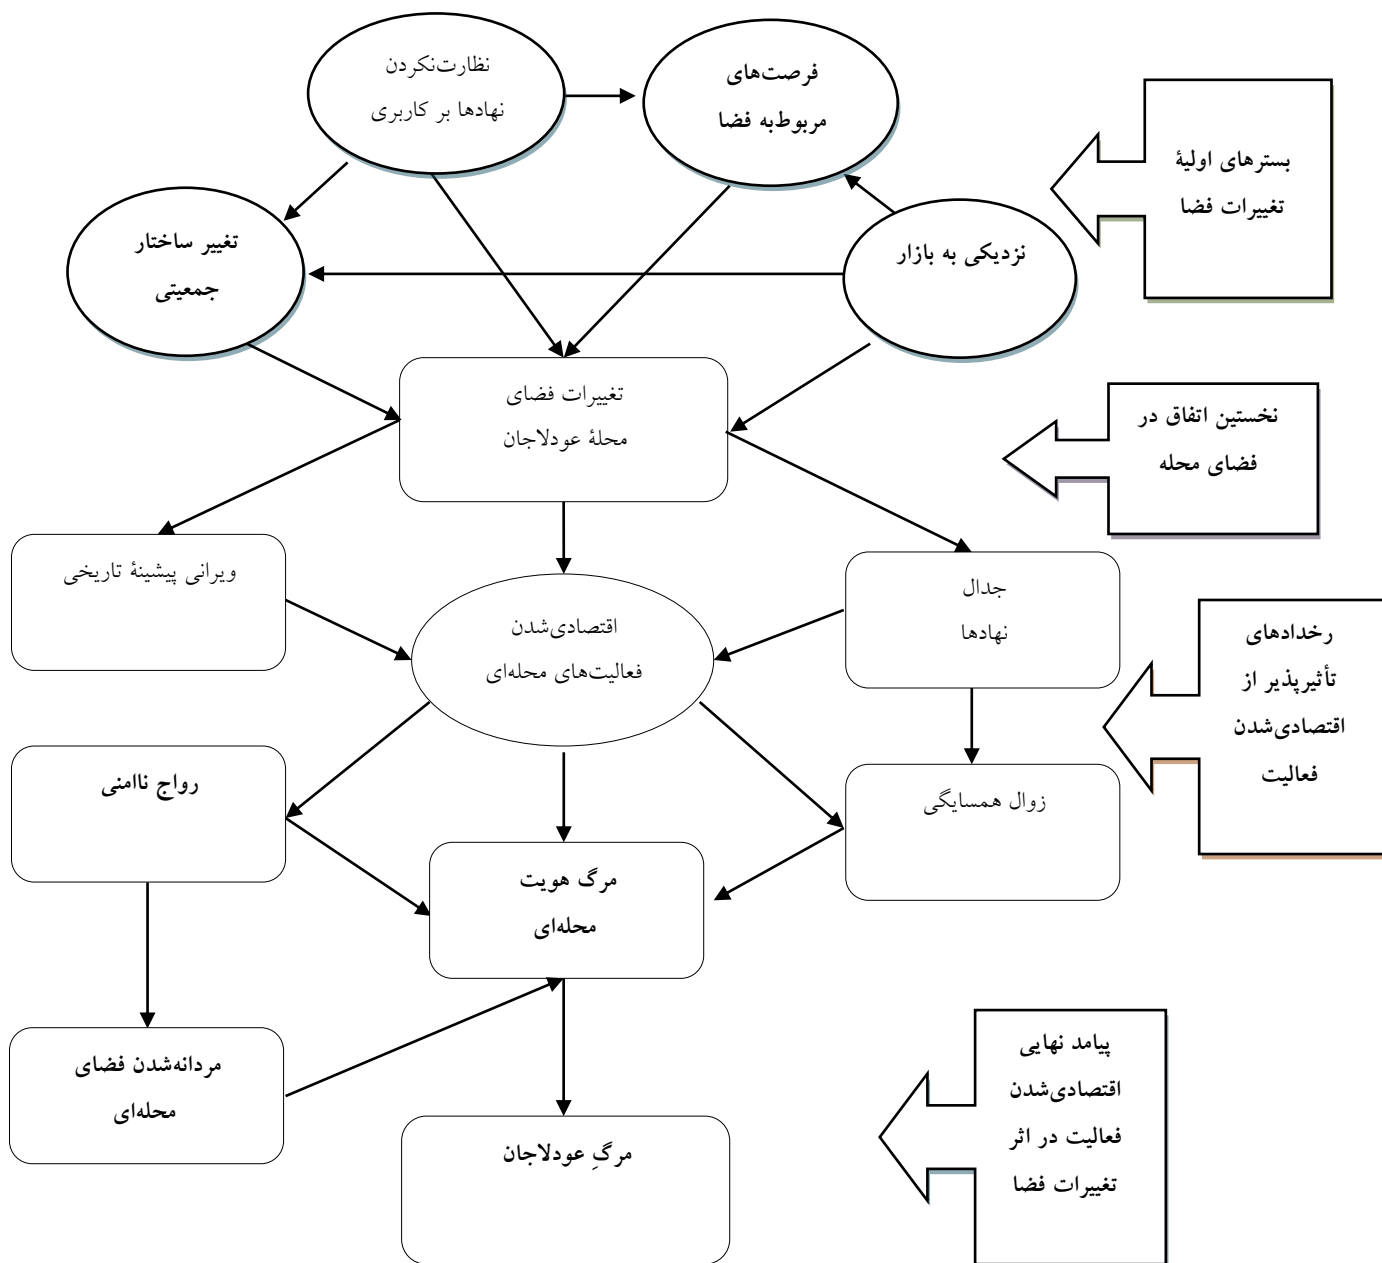 نظارت‌نکردن
نهادها بر کاربری
فرصت‌های
مربوط‌به فضا
بسترهای اولیۀ
تغییرات فضا
تغییر ساختار
جمعیتی
نزدیکی به بازار
تغییرات فضای
محلۀ عودلاجان
نخستین اتفاق در
فضای محله
ویرانی پیشینۀ تاریخی
اقتصادی‌شدن
فعالیت‌های محله‌ای
جدال
نهادها
رخدادهای
تأثیرپذیر از
اقتصادی‌شدن
فعالیت
رواج ناامنی
زوال همسایگی
مرگ هویت
محله‌ای
مردانه‌شدن فضای
محله‌ای
مرگِ عودلاجان
پیامد نهایی
اقتصادی‌شدن
فعالیت در اثر
تغییرات فضا